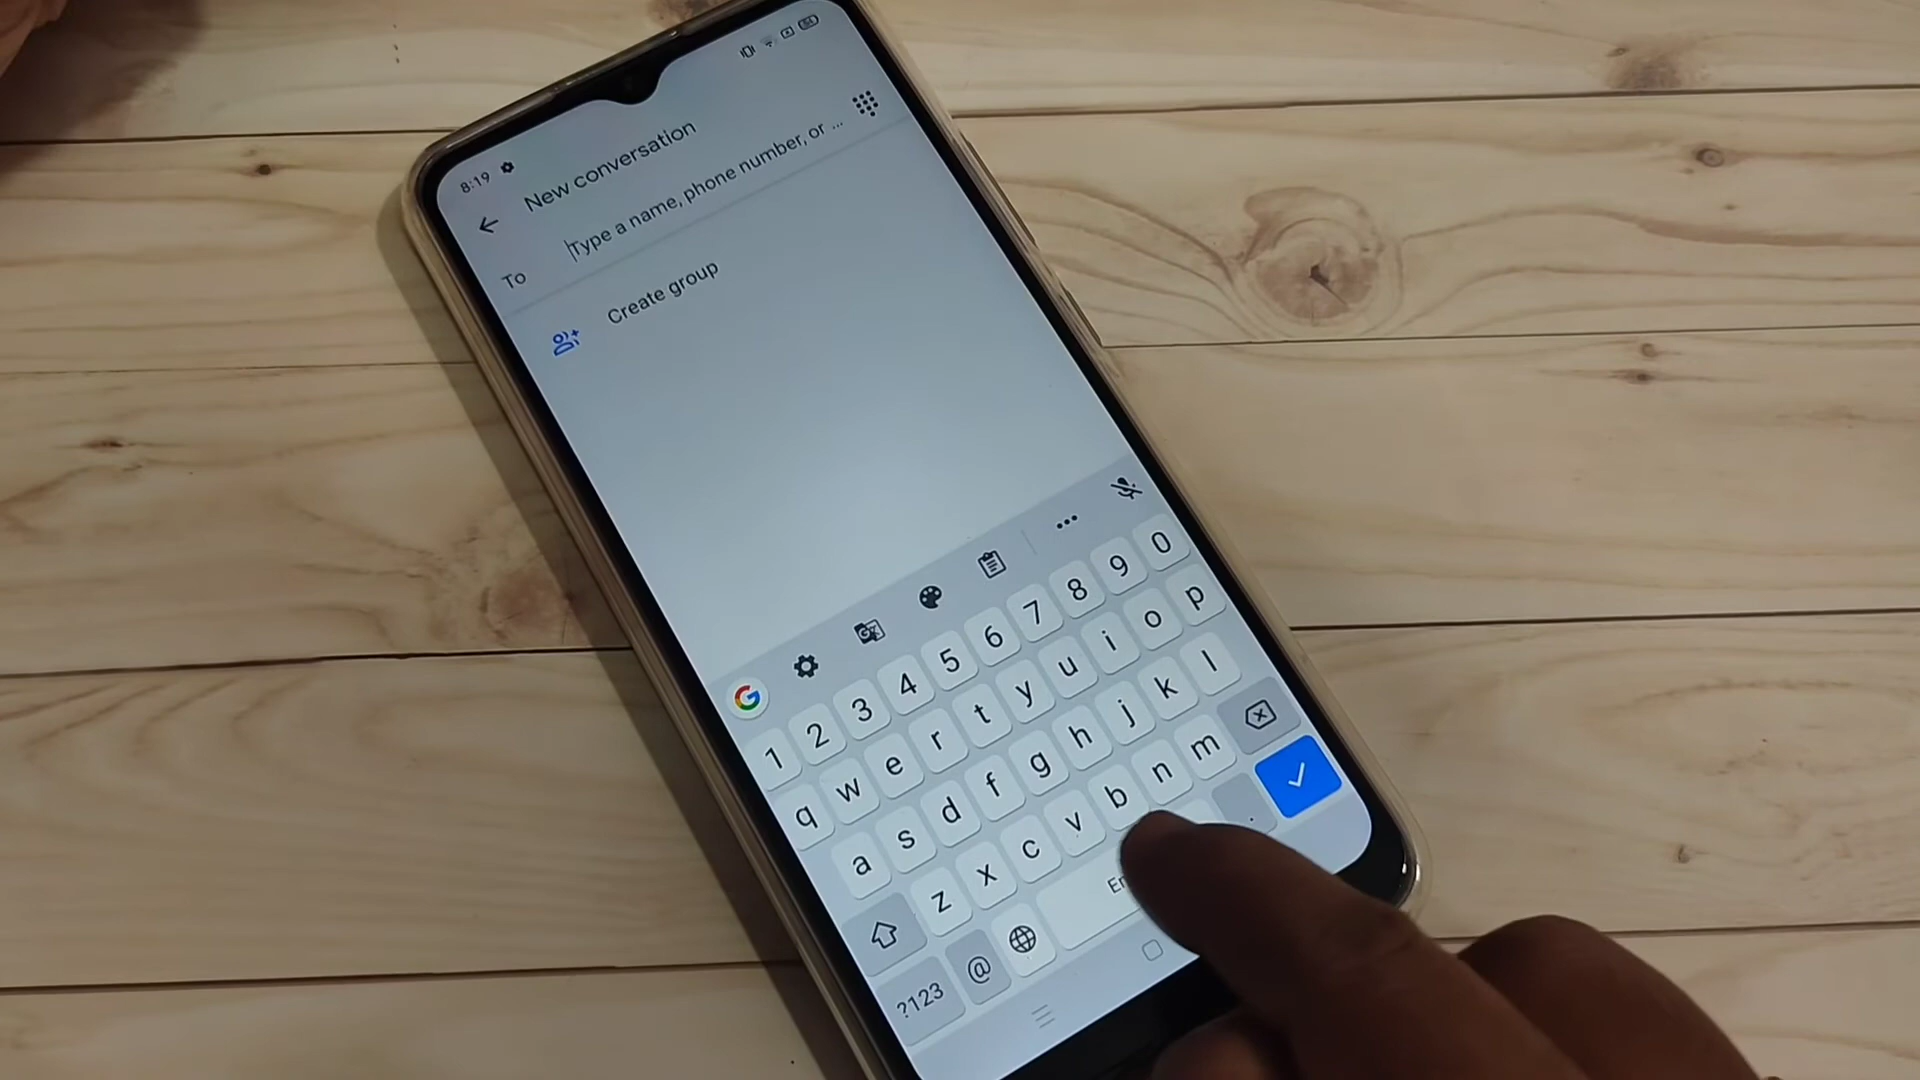 8:19
New conversation
To
Type a name, phone number, or ...
Create group
1 2 3 4 5 6 7 8 9 0
q w e r t y u i o p
a s d f g h j k l
z x c v b n m
?123 @ .